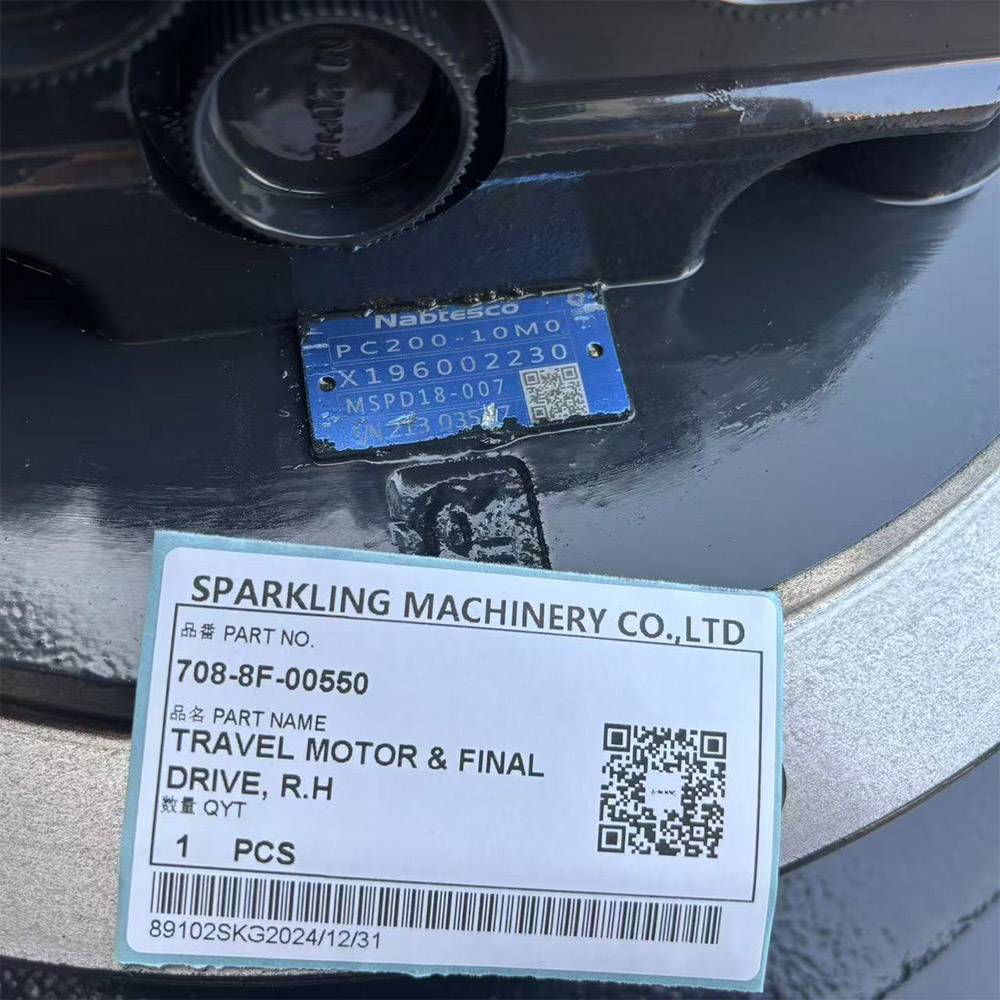 Nabtesco
PC200-10M0
X196002230
MSPD18-007
SPARKLING MACHINERY CO.,LTD
品番 PART NO.
708-8F-00550
品名 PART NAME
TRAVEL MOTOR & FINAL
DRIVE, R.H
数量 QYT
1 PCS
89102SKG2024/12/31